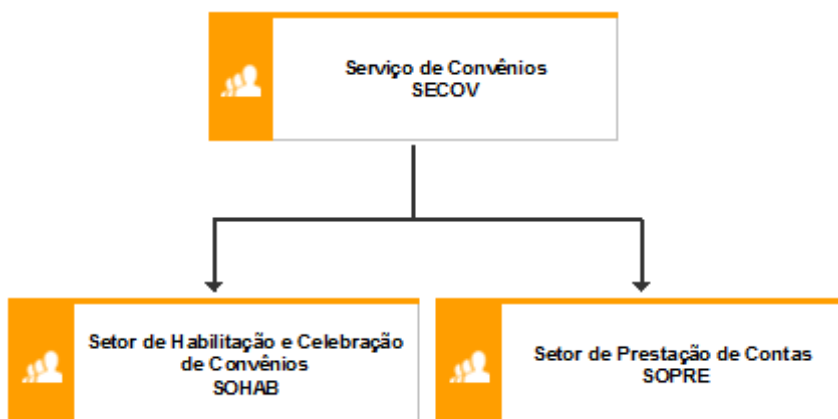 Serviço de Convênios
SECOV
Setor de Habilitação e Celebração
de Convênios
SOHAB
Setor de Prestação de Contas
SOPRE